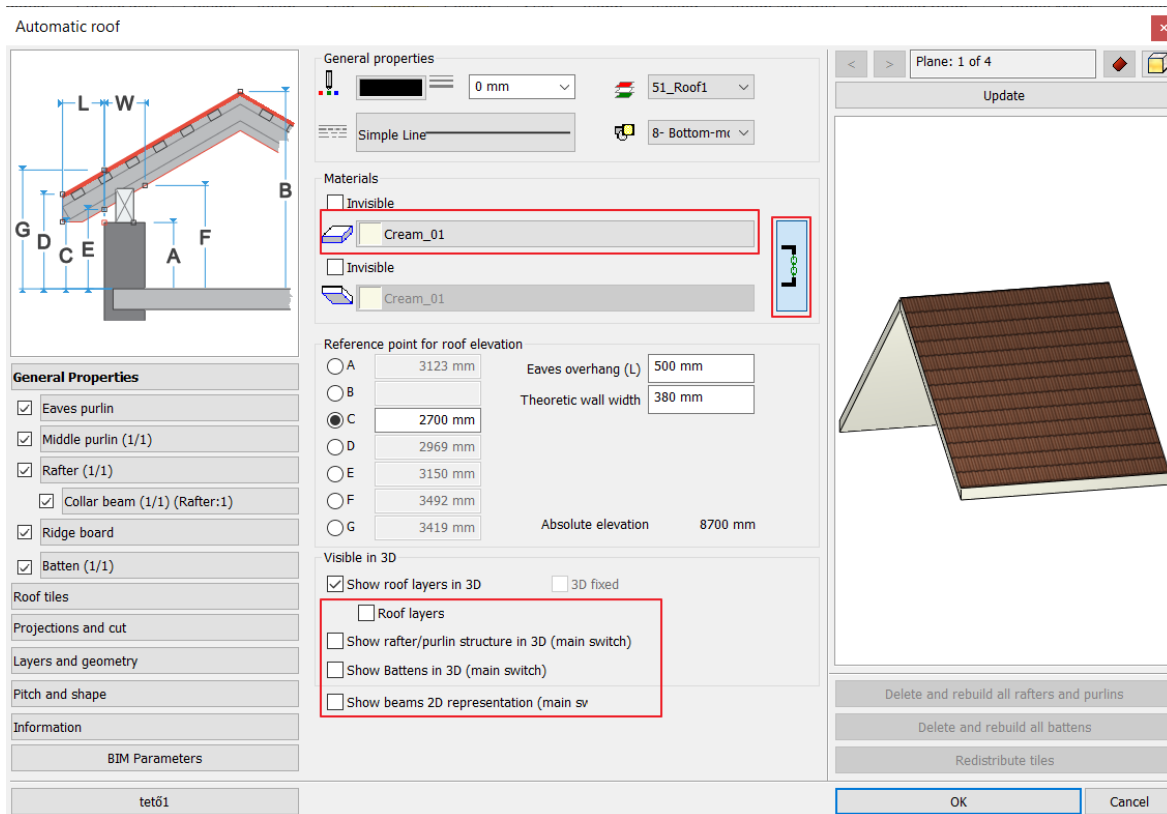 Automatic roof
L W
B
G
D
C
E
F
A
General Properties
Eaves purlin
Middle purlin (1/1)
Rafter (1/1)
Collar beam (1/1) (Rafter:1)
Ridge board
Batten (1/1)
Roof tiles
Projections and cut
Layers and geometry
Pitch and shape
Information
BIM Parameters
tető1
General properties
0 mm
51_Roof1
Simple Line
8- Bottom-mo
Materials
Invisible
Cream_01
Invisible
Cream_01
Reference point for roof elevation
A 3123 mm Eaves overhang (L) 500 mm
B Theoretic wall width 380 mm
C 2700 mm
D 2969 mm
E 3150 mm
F 3492 mm
G 3419 mm Absolute elevation 8700 mm
Visible in 3D
Show roof layers in 3D 3D fixed
Roof layers
Show rafter/purlin structure in 3D (main switch)
Show Battens in 3D (main switch)
Show beams 2D representation (main sv
< > Plane: 1 of 4
Update
Delete and rebuild all rafters and purlins
Delete and rebuild all battens
Redistribute tiles
OK Cancel